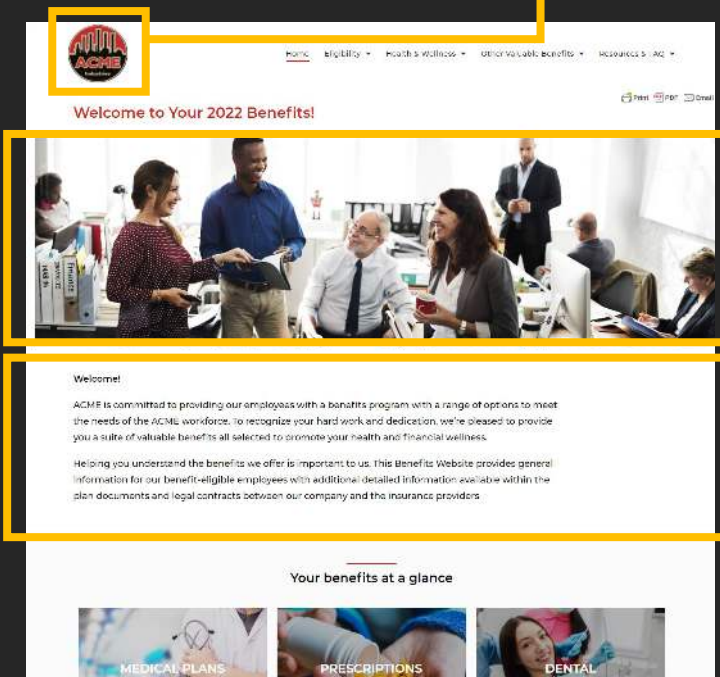 ACME
Industries
Home Eligibility Health & Wellness Other Valuable Benefits Resources & FAQ
Print PDF Email
Welcome to Your 2022 Benefits!
Finance
Welcome!
ACME is committed to providing our employees with a benefits program with a range of options to meet
the needs of the ACME workforce. To recognize your hard work and dedication, we're pleased to provide
you a suite of valuable benefits all selected to promote your health and financial wellness.
Helping you understand the benefits we offer is important to us. This Benefits Website provides general
information for our benefit-eligible employees with additional detailed information available within the
plan documents and legal contracts between our company and the insurance providers
Your benefits at a glance
MEDICAL PLANS PRESCRIPTIONS DENTAL